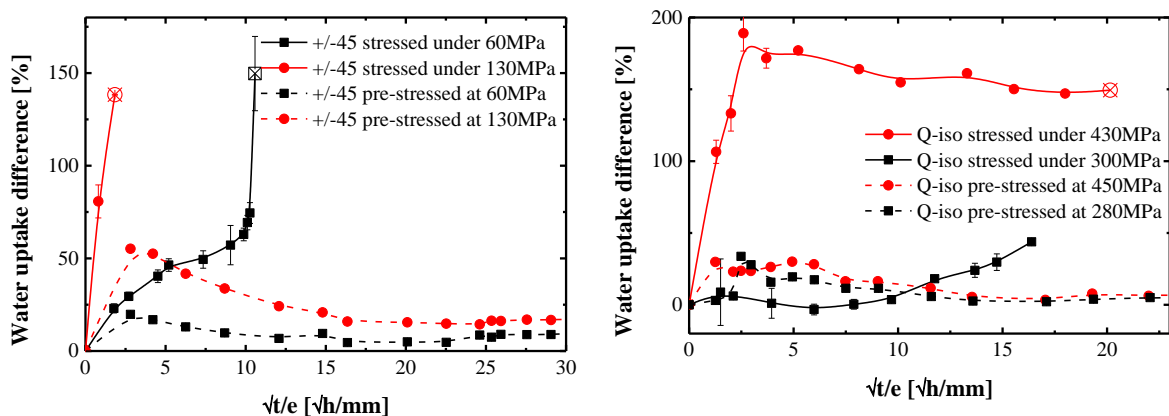 Water uptake difference [%]
150
100
50
0
+/-45 stressed under 60MPa
+/-45 stressed under 130MPa
+/-45 pre-stressed at 60MPa
+/-45 pre-stressed at 130MPa
0 5 10 15 20 25 30
√t/e [√h/mm]
Water uptake difference [%]
200
100
0
Q-iso stressed under 430MPa
Q-iso stressed under 300MPa
Q-iso pre-stressed at 450MPa
Q-iso pre-stressed at 280MPa
0 5 10 15 20
√t/e [√h/mm]